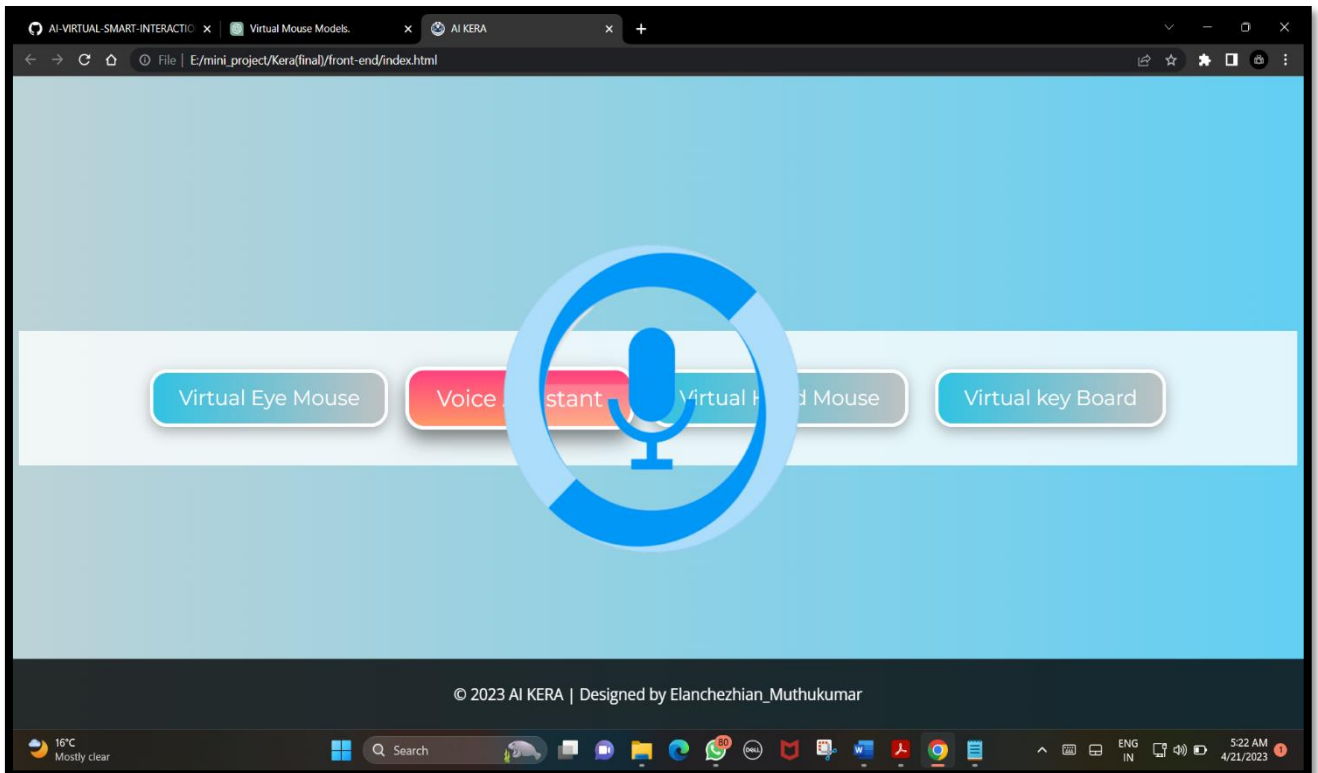 AI-VIRTUAL-SMART-INTERACTIO
Virtual Mouse Models.
AI KERA
File | E:/mini_project/Kera(final)/front-end/index.html
Virtual Eye Mouse
Voice stant
Virtual d Mouse
Virtual key Board
© 2023 AI KERA | Designed by Elanchezhian_Muthukumar
16°C
Mostly clear
Search
80
DELL
ENG
IN
5:22 AM
4/21/2023
1